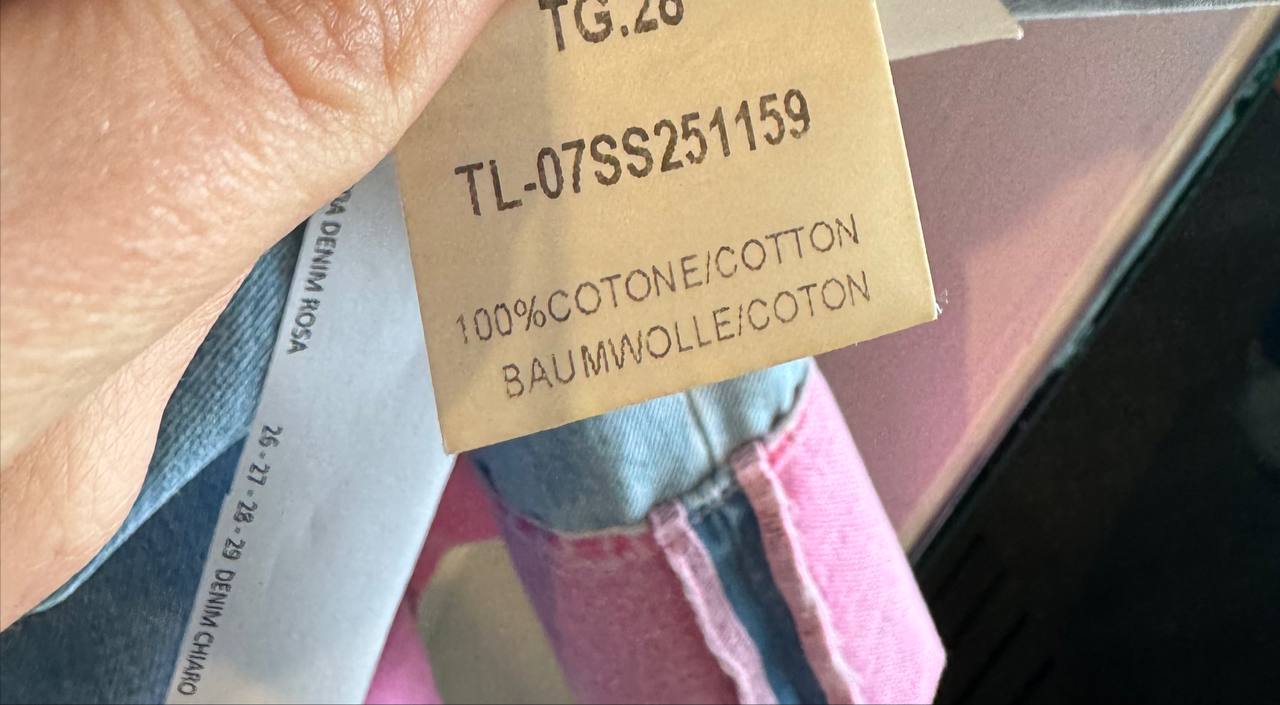 TG.28
TL-07SS251159
100%COTONE/COTTON
BAUMWOLLE/COTON
DENIM ROSA
26 - 27 - 28 - 29 DENIM CHIARO